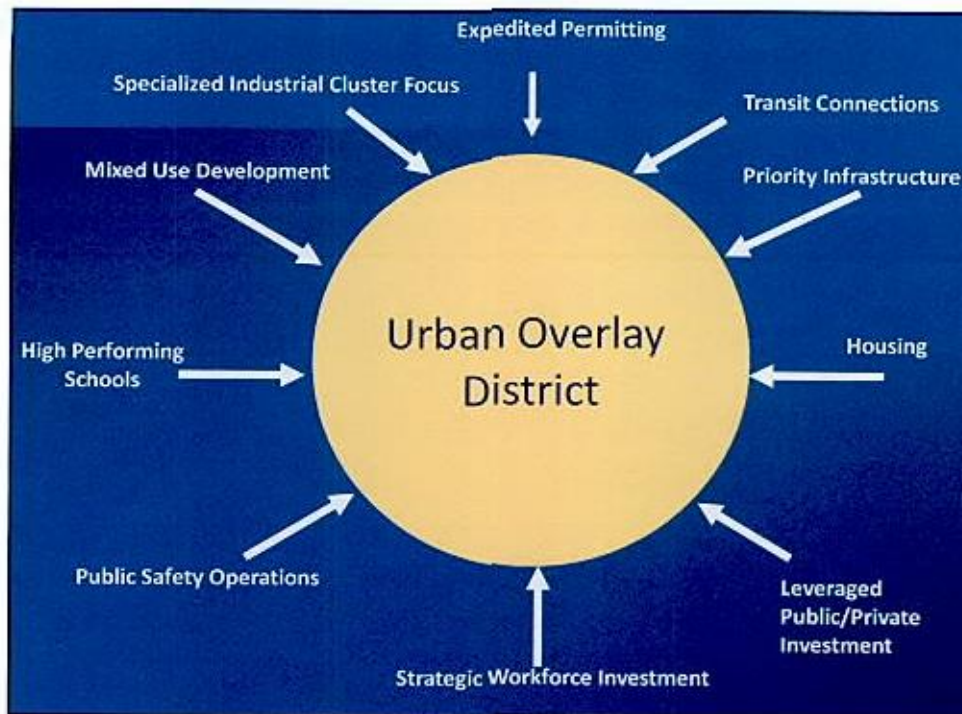 Expedited Permitting
Specialized Industrial Cluster Focus
Transit Connections
Mixed Use Development
Priority Infrastructure
Urban Overlay
District
High Performing
Schools
Housing
Public Safety Operations
Leveraged
Public/Private
Investment
Strategic Workforce Investment